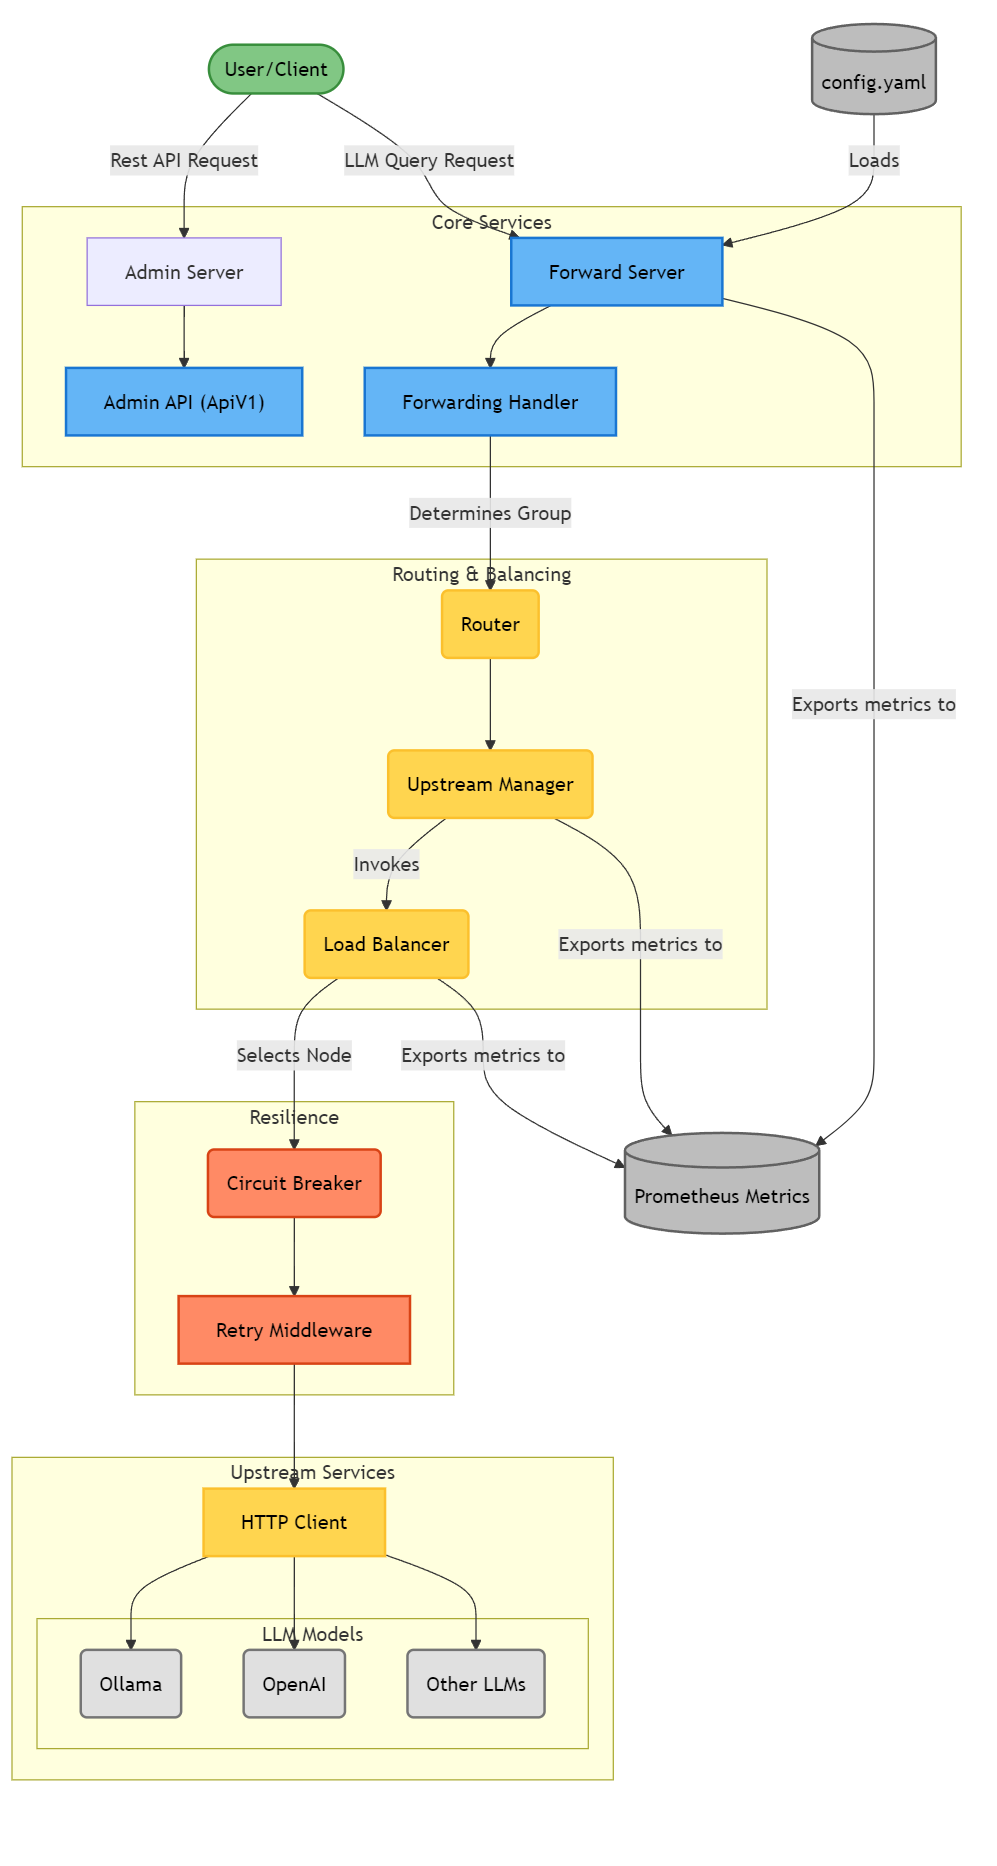 User/Client
config.yaml
Rest API Request
LLM Query Request
Loads
Core Services
Admin Server
Forward Server
Admin API (ApiV1)
Forwarding Handler
Determines Group
Routing & Balancing
Router
Exports metrics to
Upstream Manager
Invokes
Load Balancer
Exports metrics to
Selects Node
Exports metrics to
Resilience
Circuit Breaker
Prometheus Metrics
Retry Middleware
Upstream Services
HTTP Client
LLM Models
Ollama
OpenAI
Other LLMs